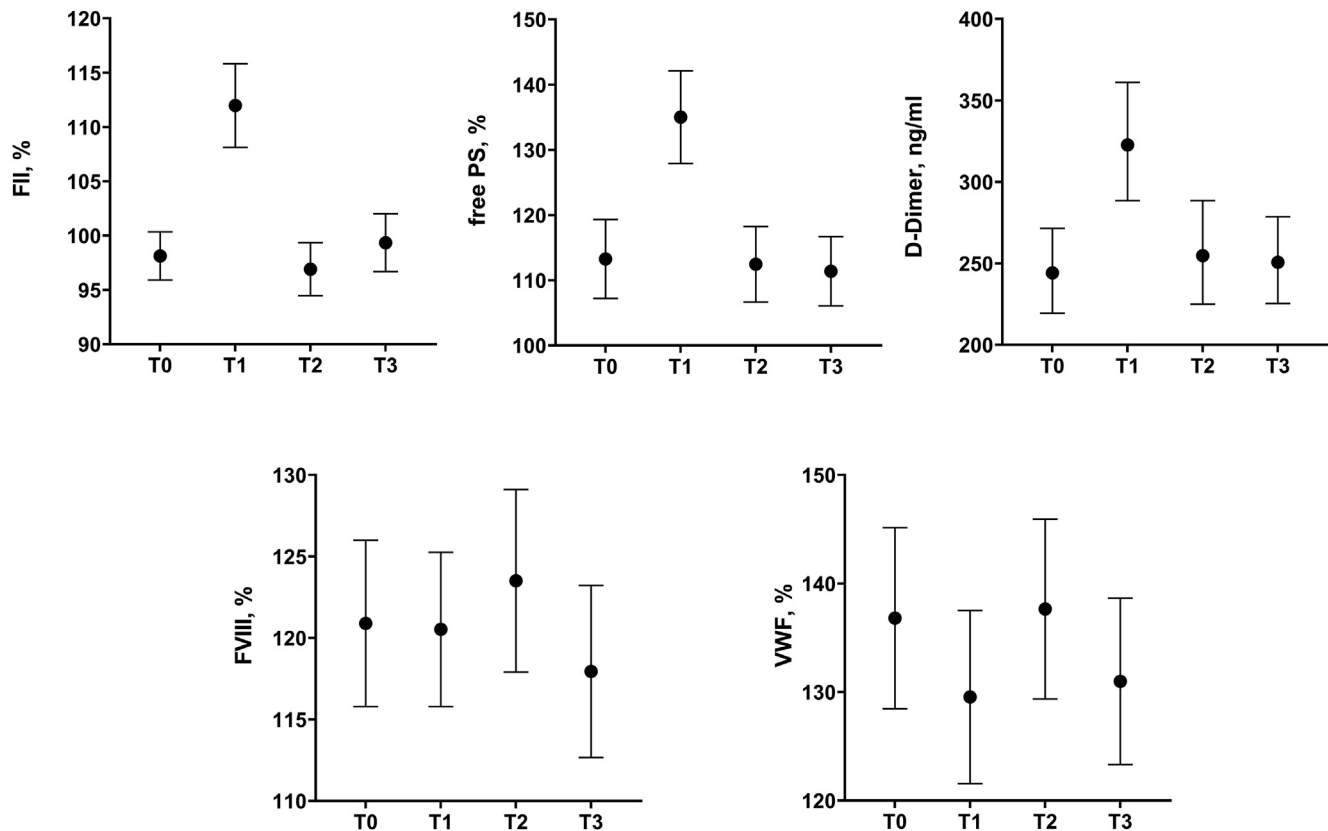 FII, %
120
115
110
105
100
95
90
T0 T1 T2 T3
free PS, %
150
140
130
120
110
100
T0 T1 T2 T3
D-Dimer, ng/ml
400
350
300
250
200
T0 T1 T2 T3
FVIII, %
130
125
120
115
110
T0 T1 T2 T3
VWF, %
150
140
130
120
T0 T1 T2 T3